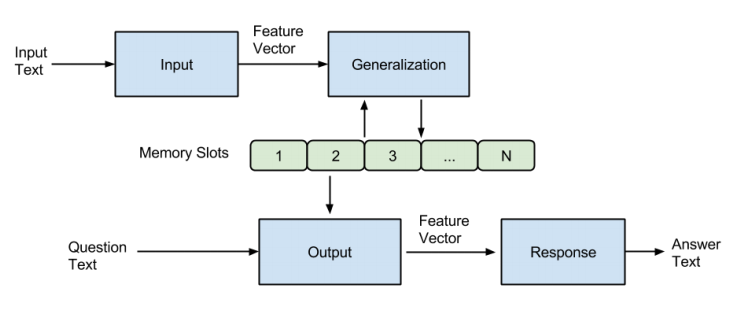 Input
Text
Input
Feature
Vector
Generalization
Memory Slots
1 2 3 ... N
Question
Text
Output
Feature
Vector
Response
Answer
Text